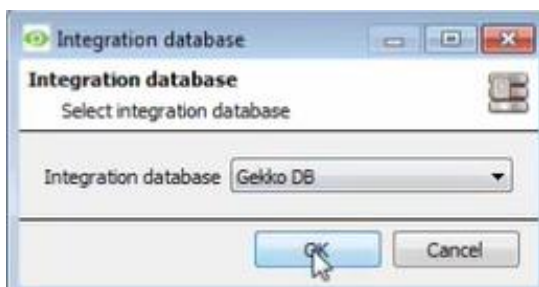 Integration database
Integration database
Select integration database
Integration database Gekko DB
OK Cancel